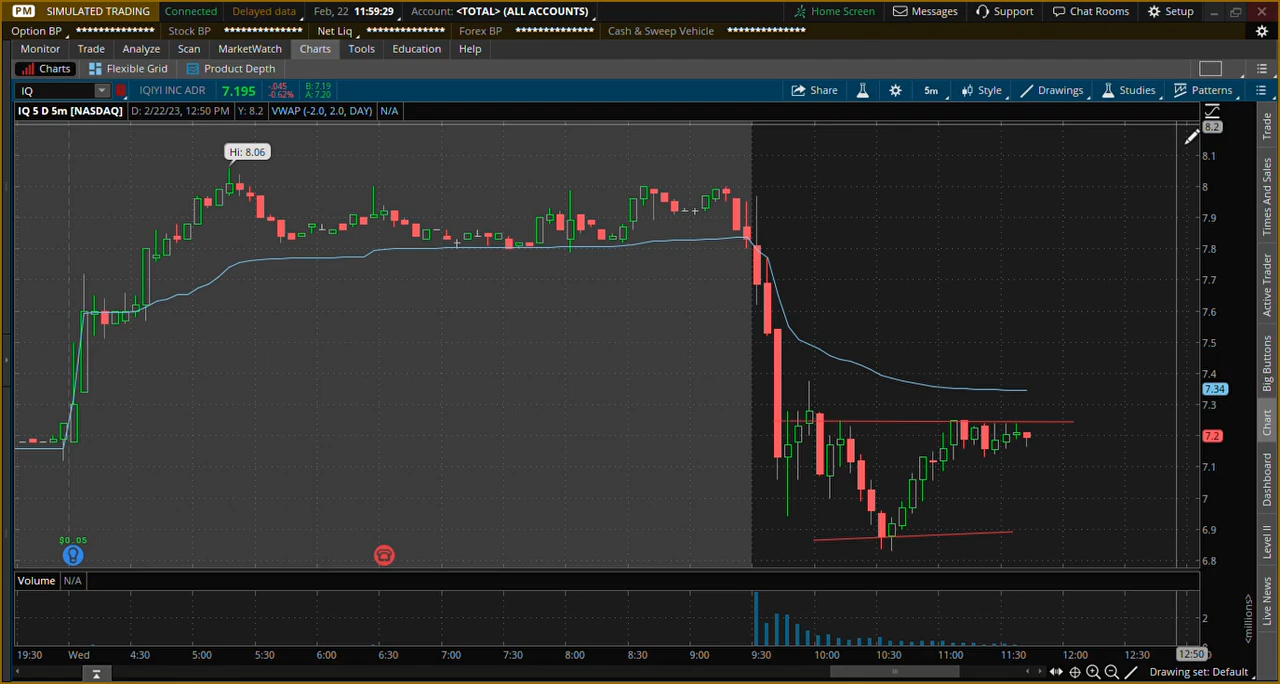 PM SIMULATED TRADING Connected Delayed data Feb, 22 11:59:29 Account: <TOTAL> (ALL ACCOUNTS) Home Screen Messages Support Chat Rooms Setup
Option BP ************** Stock BP ************** Net Liq ************** Forex BP ************** Cash & Sweep Vehicle **************
Monitor Trade Analyze Scan MarketWatch Charts Tools Education Help
Charts Flexible Grid Product Depth
IQ IQIYI INC ADR 7.195 -.045 B: 7.19 Share 5m Style Drawings Studies Patterns
-0.62% A: 7.20
IQ 5 D 5m [NASDAQ] D: 2/22/23, 12:50 PM Y: 8.2 VWAP (-2.0, 2.0, DAY) N/A
8.2
Hi: 8.06
8.1
8
7.9
7.8
7.7
7.6
7.5
7.4
7.34
7.3
7.2
7.1
7
6.9
6.8
$0.05
Trade
Times And Sales
Active Trader
Big Buttons
Chart
Dashboard
Level II
Live News
Volume N/A
2
<millions>
19:30 Wed 4:30 5:00 5:30 6:00 6:30 7:00 7:30 8:00 8:30 9:00 9:30 10:00 10:30 11:00 11:30 12:00 12:30 12:50
Drawing set: Default